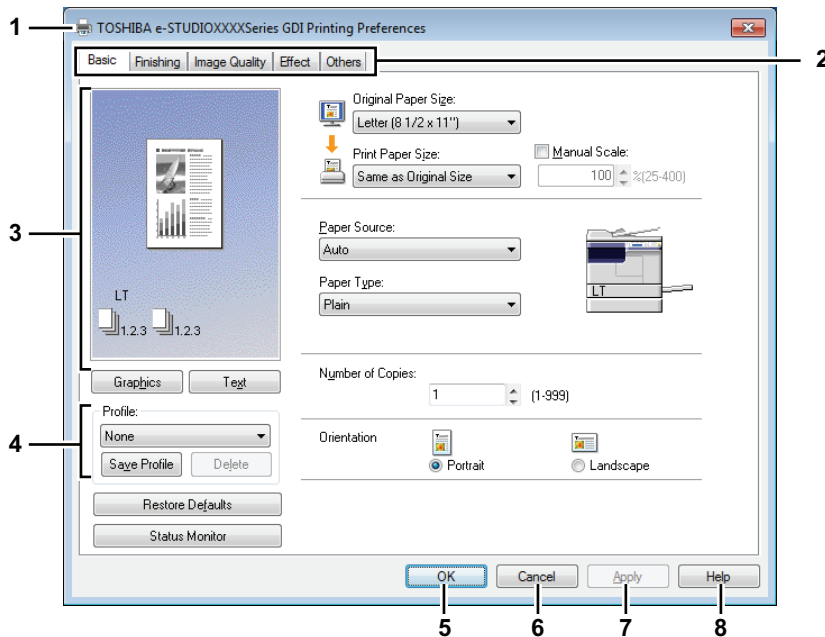 1
TOSHIBA e-STUDIOXXXXSeries GDI Printing Preferences
Basic Finishing Image Quality Effect Others
2
3
Original Paper Size:
Letter (8 1/2 x 11")
Print Paper Size:
Same as Original Size
Manual Scale:
100 %(25-400)
Paper Source:
Auto
Paper Type:
Plain
LT
LT
1.2.3 1.2.3
Graphics Text
Number of Copies:
1 (1-999)
4
Profile:
None
Save Profile Delete
Orientation
Portrait Landscape
Restore Defaults
Status Monitor
OK Cancel Apply Help
5 6 7 8